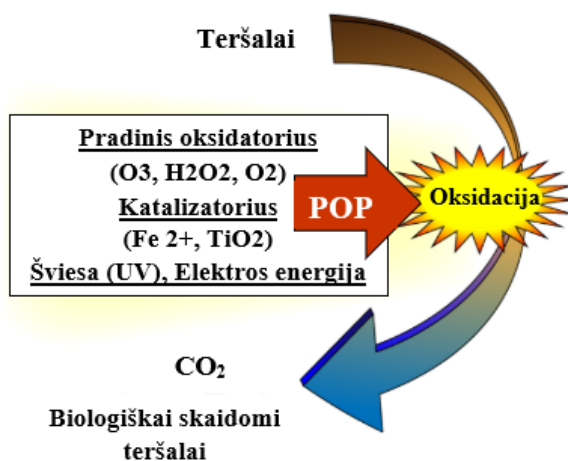 Teršalai
Pradinis oksidatorius
(O3, H2O2, O2)
Katalizatorius
(Fe 2+, TiO2)
Šviesa (UV), Elektros energija
POP
Oksidacija
CO₂
Biologiškai skaidomi
teršalai